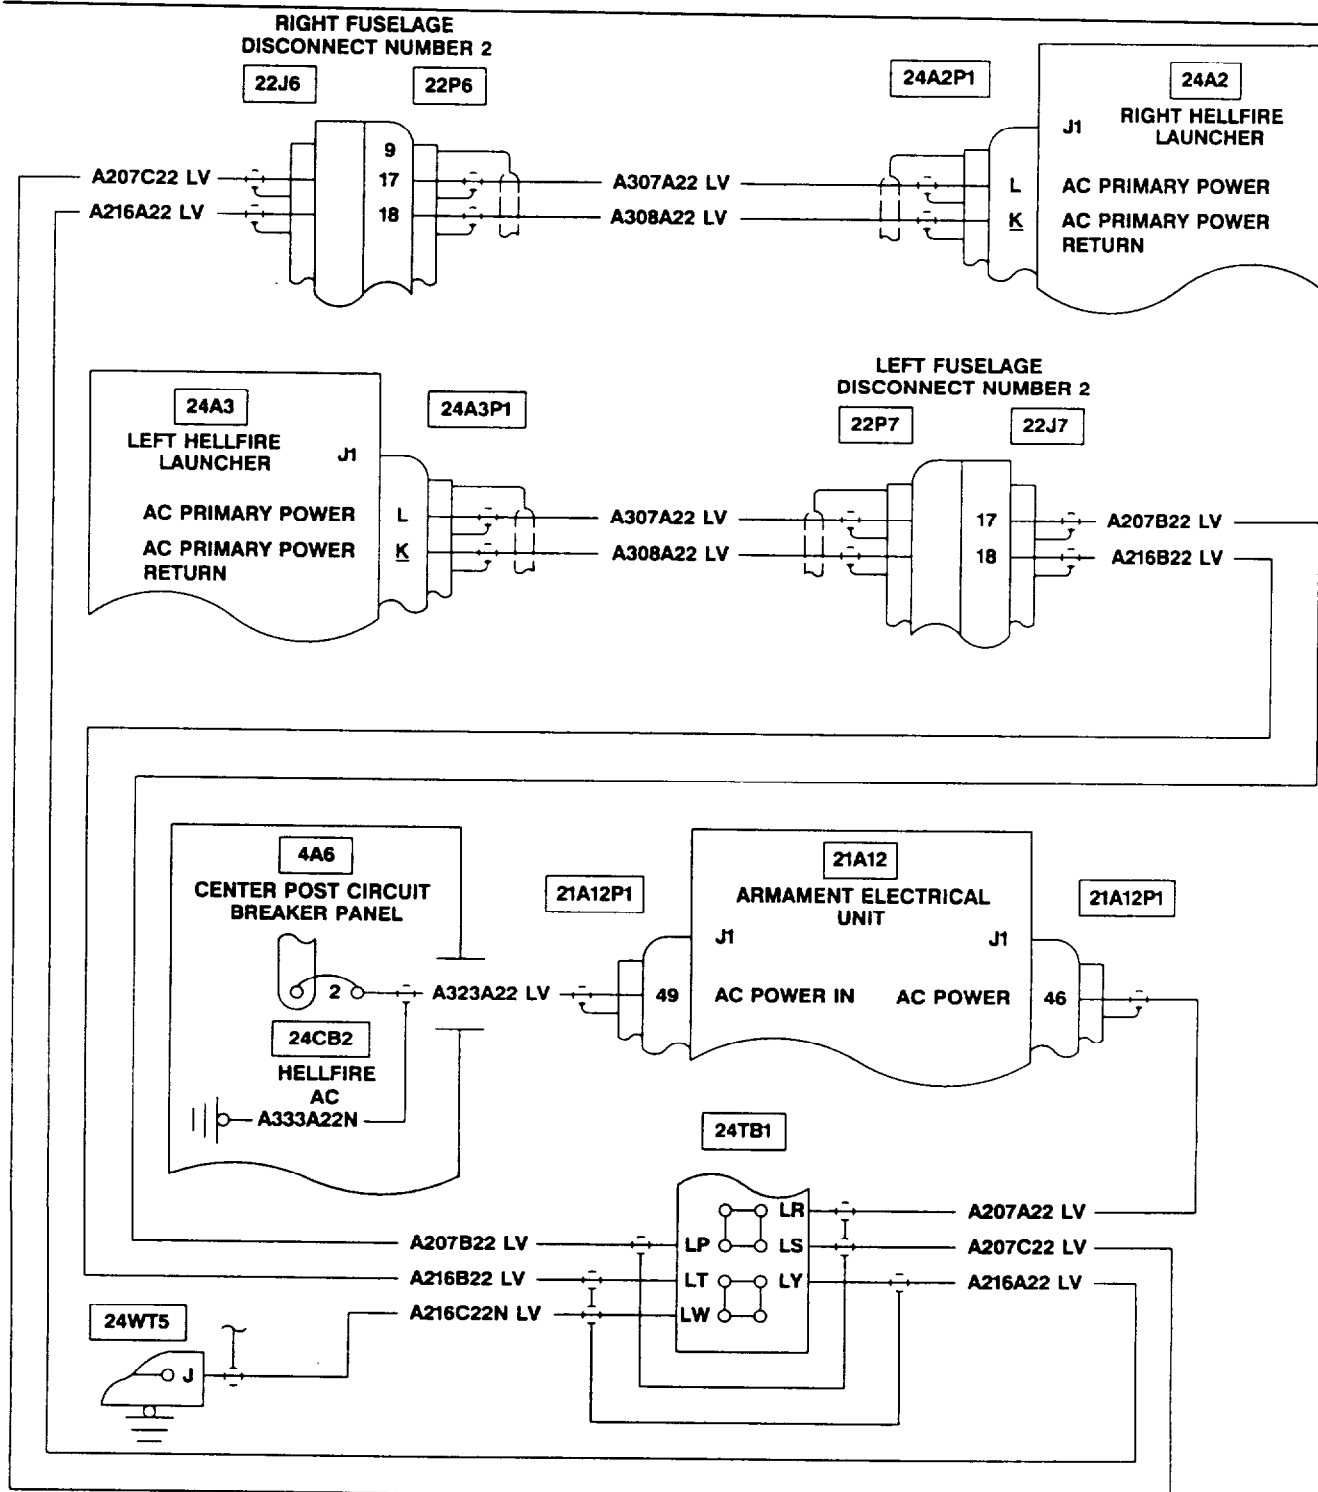 RIGHT FUSELAGE
DISCONNECT NUMBER 2
22J6
22P6
24A2P1
24A2
J1
RIGHT HELLFIRE
LAUNCHER
9
A207C22 LV
17
A307A22 LV
L
AC PRIMARY POWER
A216A22 LV
18
A308A22 LV
K
AC PRIMARY POWER
RETURN
LEFT FUSELAGE
DISCONNECT NUMBER 2
24A3
24A3P1
22P7
22J7
LEFT HELLFIRE
LAUNCHER
J1
AC PRIMARY POWER
L
A307A22 LV
17
A207B22 LV
AC PRIMARY POWER
RETURN
K
A308A22 LV
18
A216B22 LV
4A6
CENTER POST CIRCUIT
BREAKER PANEL
21A12P1
21A12
ARMAMENT ELECTRICAL
UNIT
21A12P1
J1
J1
2
A323A22 LV
49
AC POWER IN
AC POWER
46
24CB2
HELLFIRE
AC
A333A22N
24TB1
LR
A207A22 LV
A207B22 LV
LP
LS
A207C22 LV
A216B22 LV
LT
LY
A216A22 LV
A216C22N LV
LW
24WT5
J